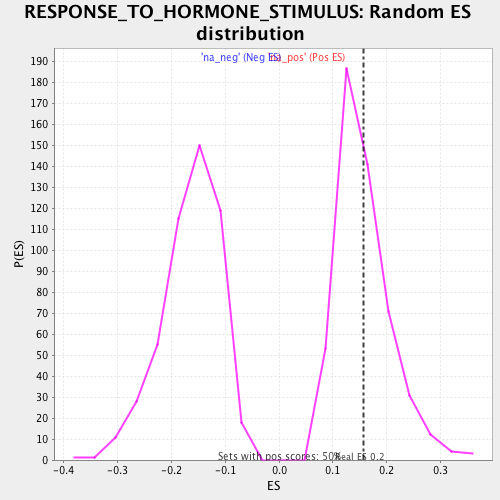 RESPONSE_TO_HORMONE_STIMULUS: Random ES
distribution
'na_neg' (Neg ES) 'na_pos' (Pos ES)
190
180
170
160
150
140
130
120
110
100
90
80
70
60
50
40
30
20
10
0
P(ES)
Sets with pos scores: 50%
Real ES 0.2
-0.4 -0.3 -0.2 -0.1 0.0 0.1 0.2 0.3
ES